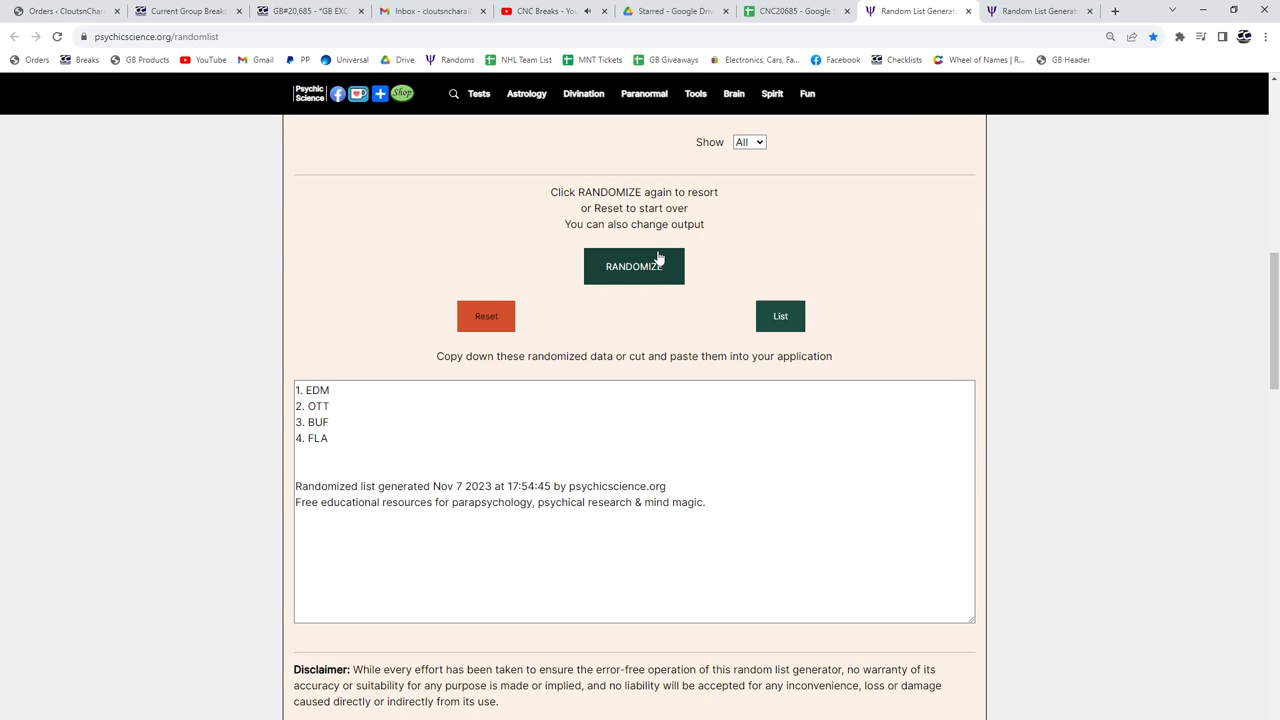 Orders ‹ CloutsnChar
Current Group Breaks
GB#20,685 - *GB EXC
Inbox - cloutsnchara@
CNC Breaks - You
Starred - Google Driv
CNC20685 - Google S
Random List Generat
Random List Generat
psychicscience.org/randomlist
Orders
Breaks
GB Products
YouTube
Gmail
PP
Universal
Drive
Randoms
NHL Team List
MNT Tickets
GB Giveaways
Electronics, Cars, Fa...
Facebook
Checklists
Wheel of Names | R...
GB Header
Psychic Science
Shop
Tests
Astrology
Divination
Paranormal
Tools
Brain
Spirit
Fun
Show All
Click RANDOMIZE again to resort
or Reset to start over
You can also change output
RANDOMIZE
Reset
List
Copy down these randomized data or cut and paste them into your application
1. EDM
2. OTT
3. BUF
4. FLA
Randomized list generated Nov 7 2023 at 17:54:45 by psychicscience.org
Free educational resources for parapsychology, psychical research & mind magic.
Disclaimer: While every effort has been taken to ensure the error-free operation of this random list generator, no warranty of its
accuracy or suitability for any purpose is made or implied, and no liability will be accepted for any inconvenience, loss or damage
caused directly or indirectly from its use.